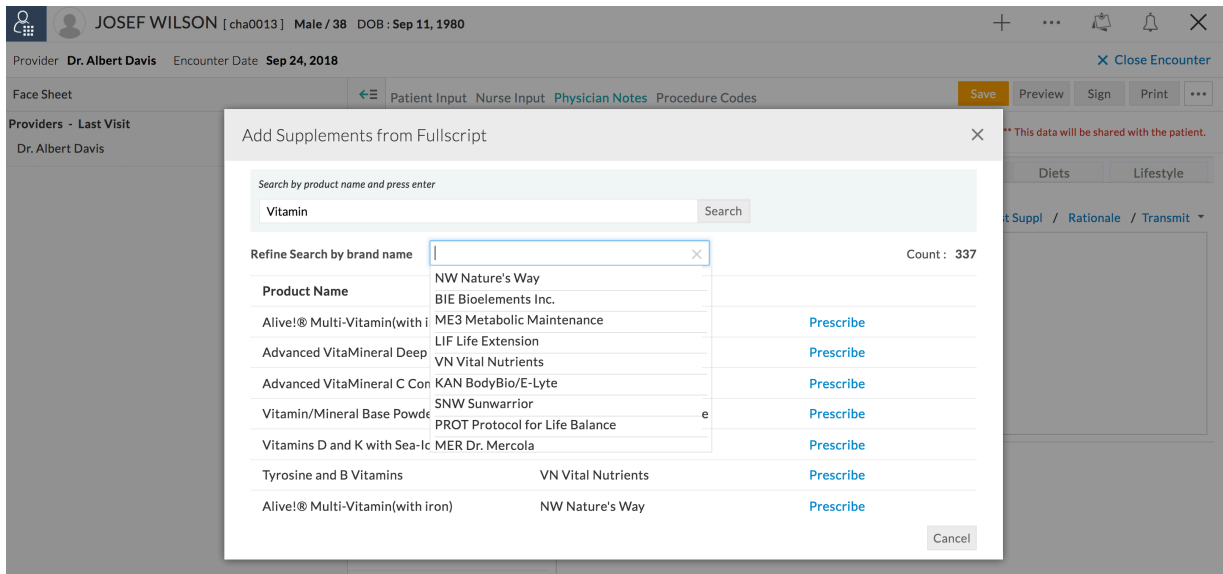 JOSEF WILSON [ cha0013 ] Male / 38 DOB : Sep 11, 1980
Provider Dr. Albert Davis Encounter Date Sep 24, 2018 Close Encounter
Face Sheet Patient Input Nurse Input Physician Notes Procedure Codes Save Preview Sign Print
Providers - Last Visit
Dr. Albert Davis
** This data will be shared with the patient.
Diets Lifestyle
Suppl / Rationale / Transmit
Add Supplements from Fullscript
Search by product name and press enter
Vitamin Search
Refine Search by brand name Count : 337
NW Nature's Way
BIE Bioelements Inc.
ME3 Metabolic Maintenance
LIF Life Extension
VN Vital Nutrients
KAN BodyBio/E-Lyte
SNW Sunwarrior
PROT Protocol for Life Balance
MER Dr. Mercola
Product Name
Alive!® Multi-Vitamin(with i Prescribe
Advanced VitaMineral Deep Prescribe
Advanced VitaMineral C Prescribe
Vitamin/Mineral Base Powde e Prescribe
Vitamins D and K with Sea-Io Prescribe
Tyrosine and B Vitamins VN Vital Nutrients Prescribe
Alive!® Multi-Vitamin(with iron) NW Nature's Way Prescribe
Cancel